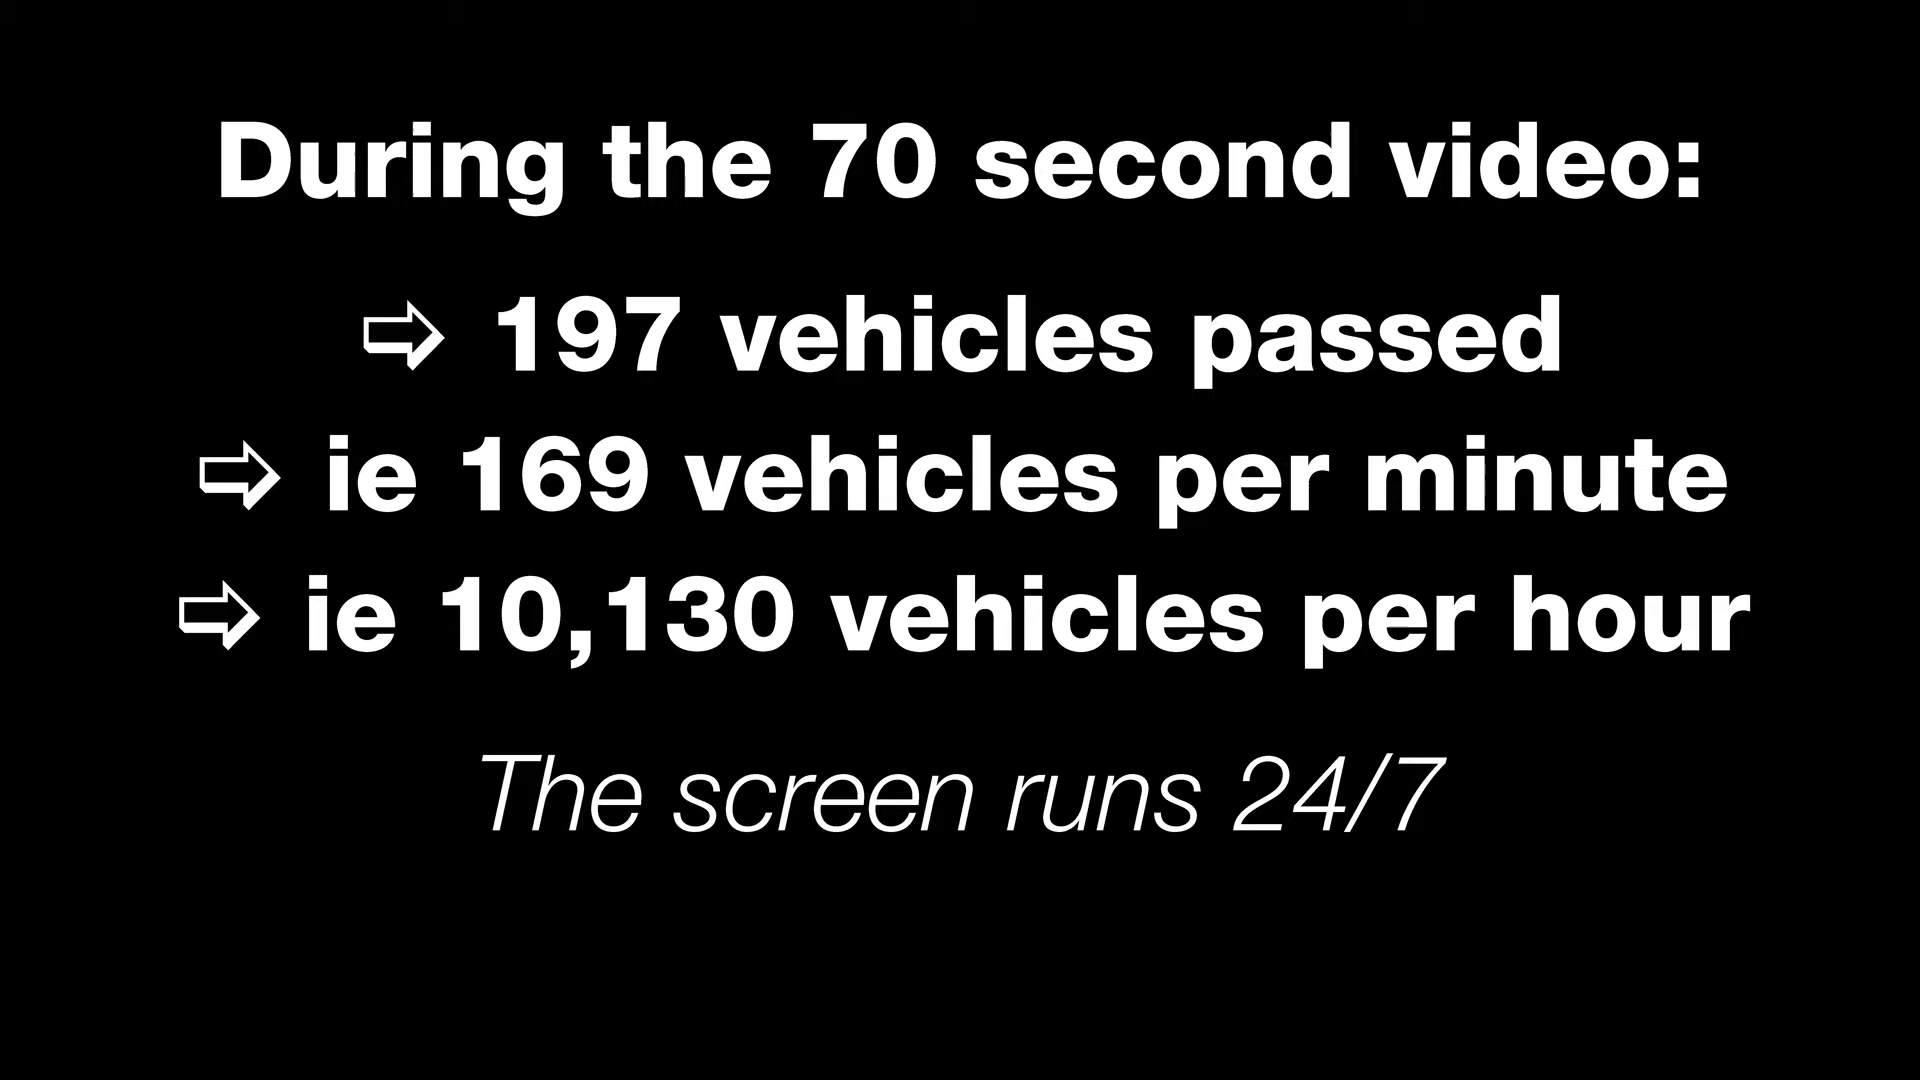 During the 70 second video:
⇨ 197 vehicles passed
⇨ ie 169 vehicles per minute
⇨ ie 10,130 vehicles per hour
The screen runs 24/7